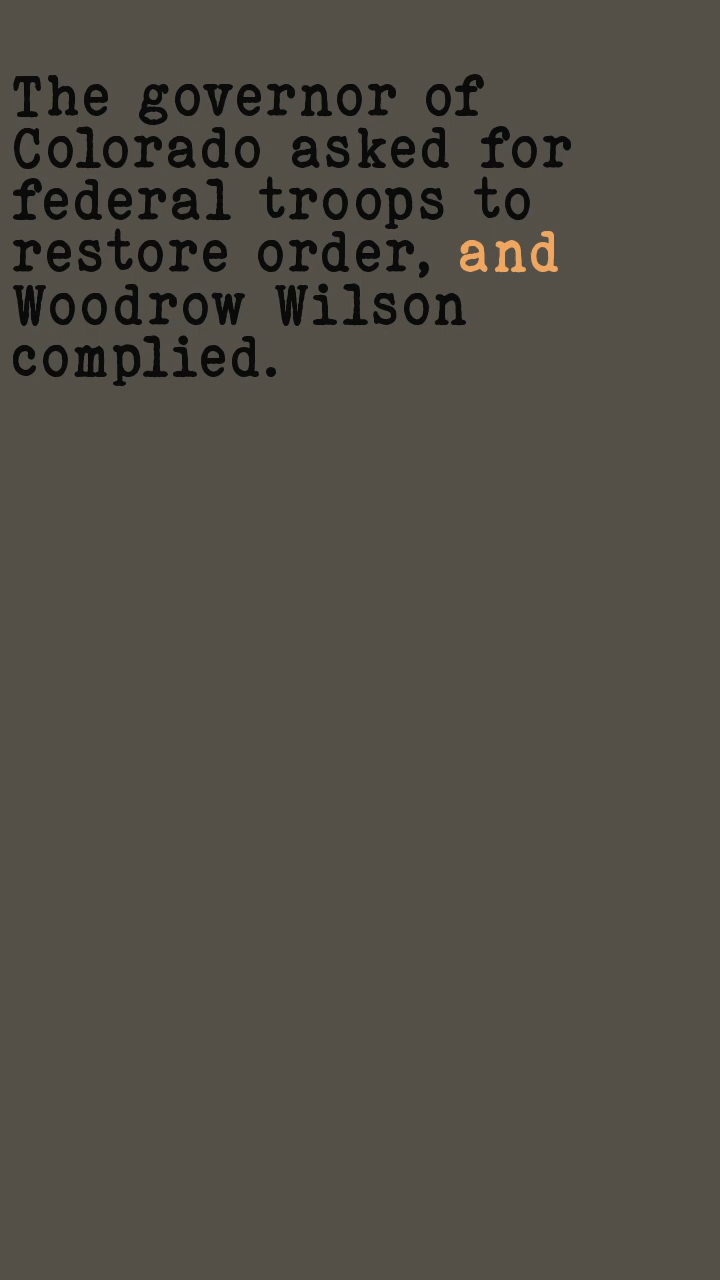 The governor of
Colorado asked for
federal troops to
restore order, and
Woodrow Wilson
complied.